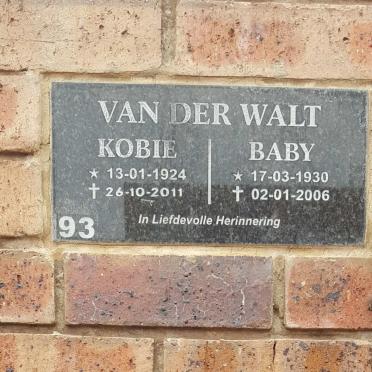 VAN DER WALT
KOBIE BABY
★ 13-01-1924 ★ 17-03-1930
✝ 26-10-2011 ✝ 02-01-2006
In Liefdevolle Herinnering
93